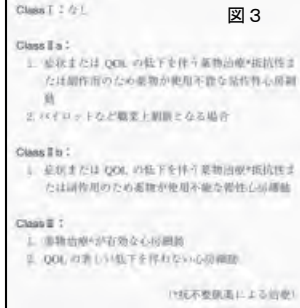 Class Ⅰ：なし
図3
Class Ⅱa：
1. 症状または QOL の低下を伴う薬物治療*抵抗性ま
たは副作用のため薬物が使用不能な発作性心房細
動
2. パイロットなど職業上制限となる場合
Class Ⅱb：
1. 症状または QOL の低下を伴う薬物治療*抵抗性ま
たは副作用のため薬物が使用不能な慢性心房細動
Class Ⅲ：
1. 薬物治療*が有効な心房細動
2. QOL の著しい低下を伴わない心房細動
(*抗不整脈薬による治療)